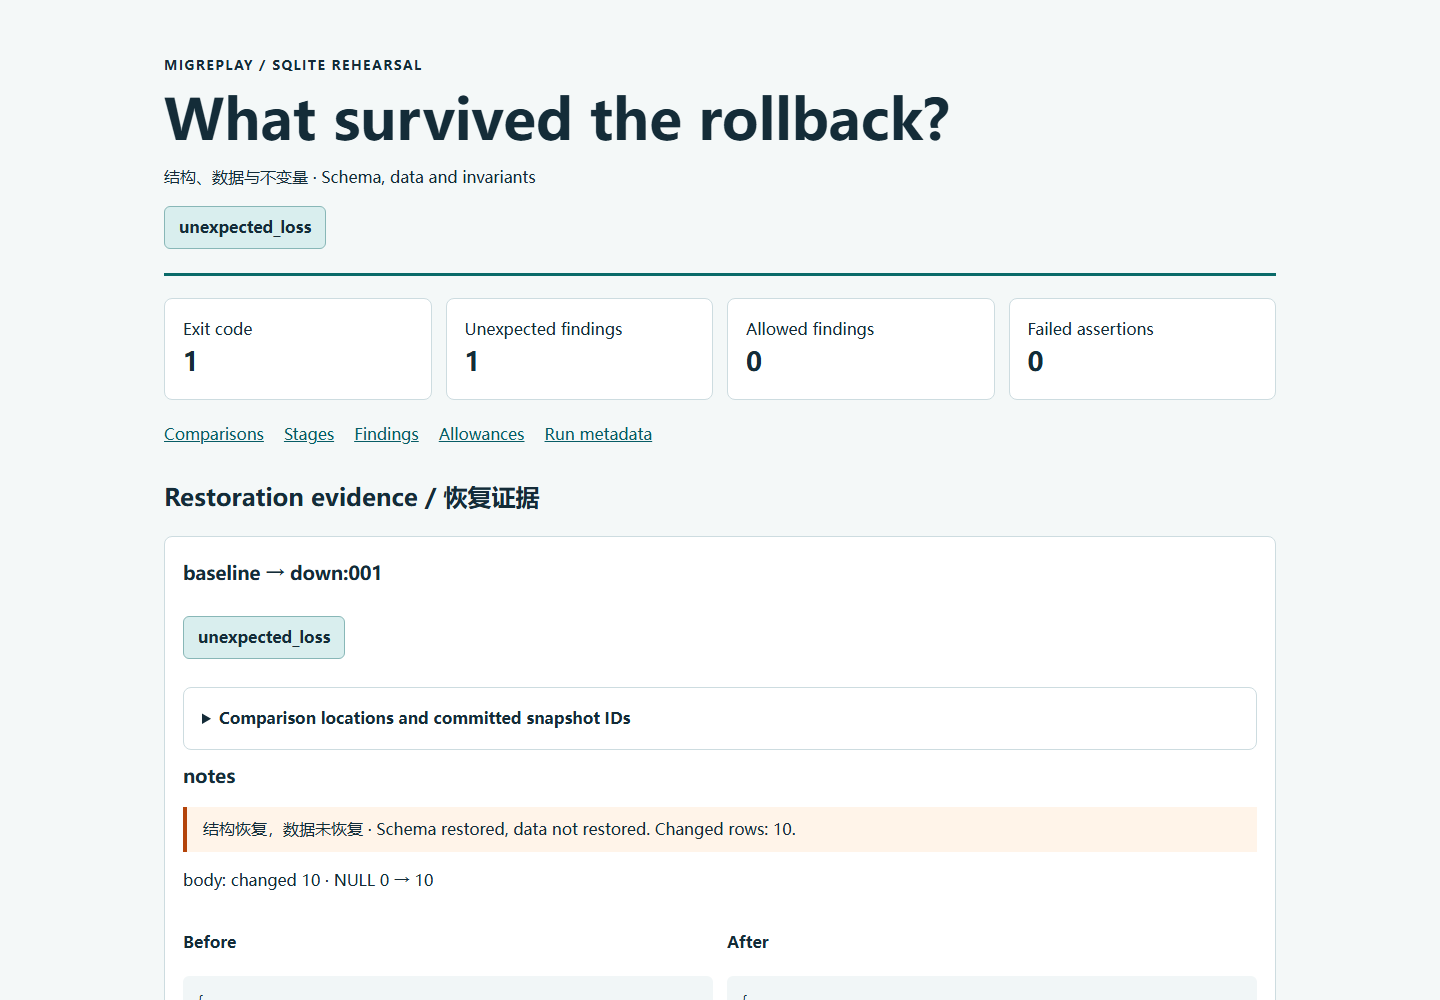 MIGREPLAY / SQLITE REHEARSAL
What survived the rollback?
结构、数据与不变量 · Schema, data and invariants
unexpected_loss
Exit code
1
Unexpected findings
1
Allowed findings
0
Failed assertions
0
Comparisons Stages Findings Allowances Run metadata
Restoration evidence / 恢复证据
baseline → down:001
unexpected_loss
▶ Comparison locations and committed snapshot IDs
notes
结构恢复，数据未恢复 · Schema restored, data not restored. Changed rows: 10.
body: changed 10 · NULL 0 → 10
Before
After